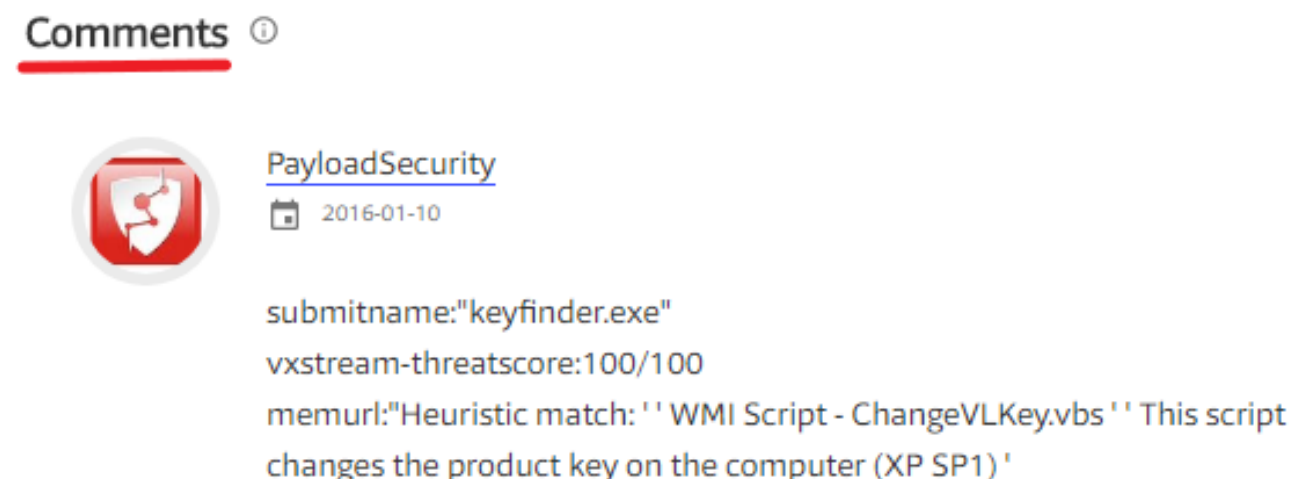 Comments
PayloadSecurity
2016-01-10
submitname:"keyfinder.exe"
vxstream-threatscore:100/100
memurl:"Heuristic match: ' ' WMI Script - ChangeVLKey.vbs ' ' This script
changes the product key on the computer (XP SP1) '